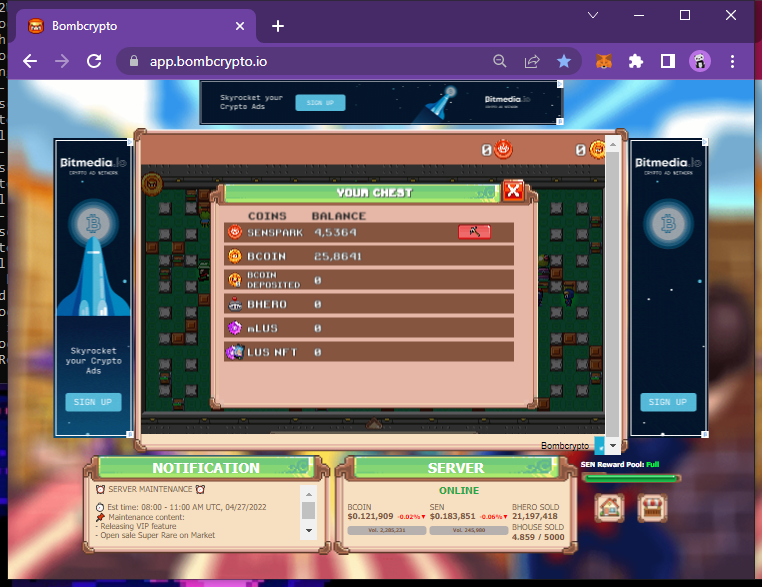 Bombcrypto
app.bombcrypto.io
Skyrocket your
Crypto Ads
SIGN UP
Bitmedia.io
Bitmedia.io
CRYPTO AD NETWORK
Skyrocket
your Crypto
Ads
SIGN UP
0
0
YOUR CHEST
COINS BALANCE
SENSPARK 4,5364
BCOIN 25,8641
BCOIN
DEPOSITED 0
BHERO 0
mLUS 0
LUS NFT 0
Bitmedia.io
CRYPTO AD NETWORK
SIGN UP
Bombcrypto
NOTIFICATION
SERVER MAINTENANCE
Est time: 08:00 - 11:00 AM UTC, 04/27/2022
Maintenance content:
- Releasing VIP feature
- Open sale Super Rare on Market
SERVER
ONLINE
BCOIN
$0.121,909 -0.02%
Vol. 2,285,231
SEN
$0.183,851 -0.06%
Vol. 245,980
BHERO SOLD
21,197,418
BHOUSE SOLD
4.859 / 5000
SEN Reward Pool: Full